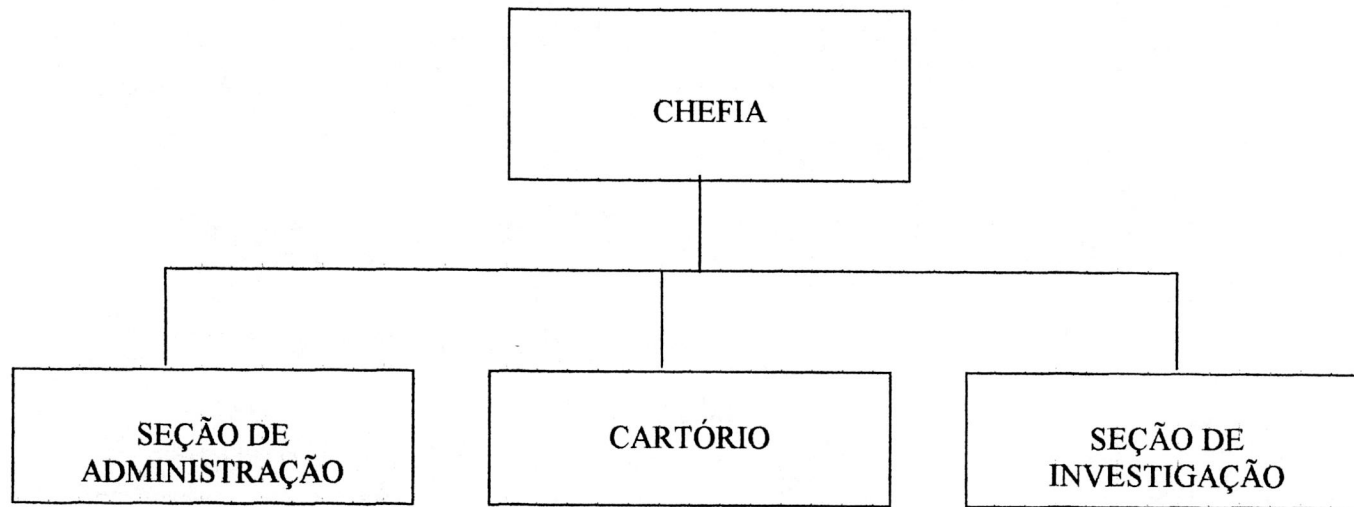 CHEFIA
SEÇÃO DE
ADMINISTRAÇÃO
CARTÓRIO
SEÇÃO DE
INVESTIGAÇÃO